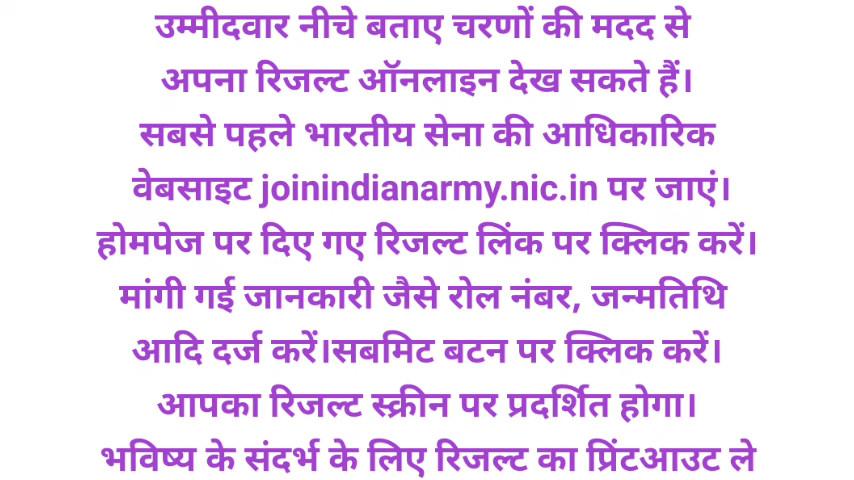 उम्मीदवार नीचे बताए चरणों की मदद से
अपना रिजल्ट ऑनलाइन देख सकते हैं।
सबसे पहले भारतीय सेना की आधिकारिक
वेबसाइट joinindianarmy.nic.in पर जाएं।
होमपेज पर दिए गए रिजल्ट लिंक पर क्लिक करें।
मांगी गई जानकारी जैसे रोल नंबर, जन्मतिथि
आदि दर्ज करें।सबमिट बटन पर क्लिक करें।
आपका रिजल्ट स्क्रीन पर प्रदर्शित होगा।
भविष्य के संदर्भ के लिए रिजल्ट का प्रिंटआउट ले